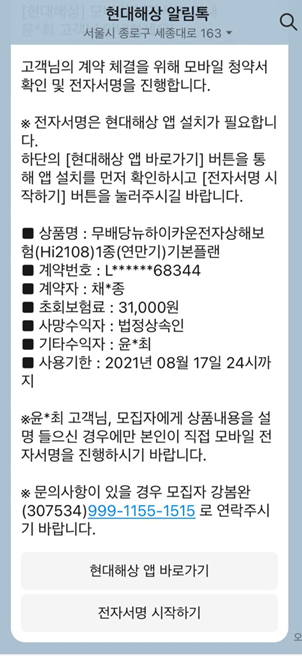 현대해상 알림톡
서울시 종로구 세종대로 163
고객님의 계약 체결을 위해 모바일 청약서
확인 및 전자서명을 진행합니다.
※ 전자서명은 현대해상 앱 설치가 필요합니
다.
하단의 [현대해상 앱 바로가기] 버튼을 통
해 앱 설치를 먼저 확인하시고 [전자서명 시
작하기] 버튼을 눌러주시길 바랍니다.
■ 상품명 : 무배당뉴하이카운전자상해보
험(Hi2108)1종(연만기)기본플랜
■ 계약번호 : L******68344
■ 계약자 : 채*종
■ 초회보험료 : 31,000원
■ 사망수익자 : 법정상속인
■ 기타수익자 : 윤*최
■ 사용기한 : 2021년 08월 17일 24시까
지
※윤*최 고객님, 모집자에게 상품내용을 설
명 들으신 경우에만 본인이 직접 모바일 전
자서명을 진행하시기 바랍니다.
※ 문의사항이 있을 경우 모집자 강봄완
(307534)999-1155-1515 로 연락주시
기 바랍니다.
현대해상 앱 바로가기
전자서명 시작하기